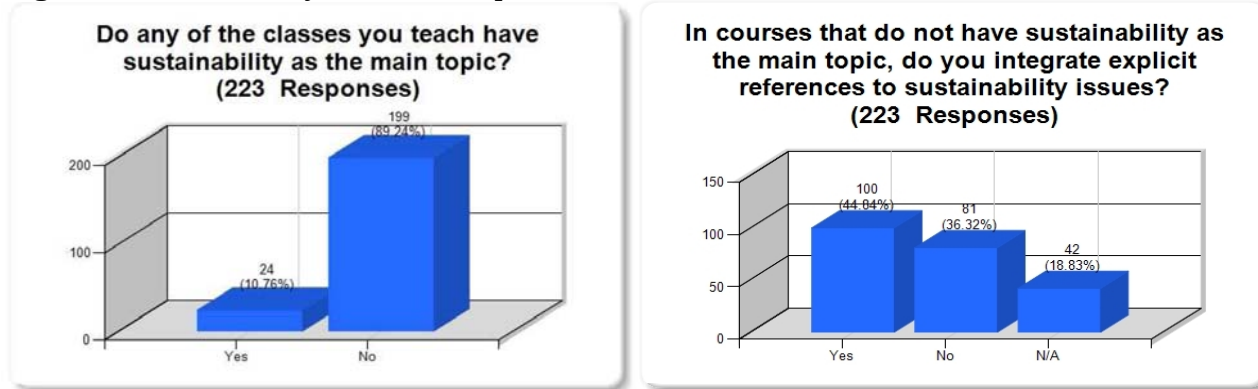 Do any of the classes you teach have
sustainability as the main topic?
(223 Responses)
199
(89.24%)
200
100
24
(10.76%)
0
Yes
No
In courses that do not have sustainability as
the main topic, do you integrate explicit
references to sustainability issues?
(223 Responses)
150
100
(44.84%)
81
(36.32%)
100
42
(18.83%)
50
0
Yes
No
N/A